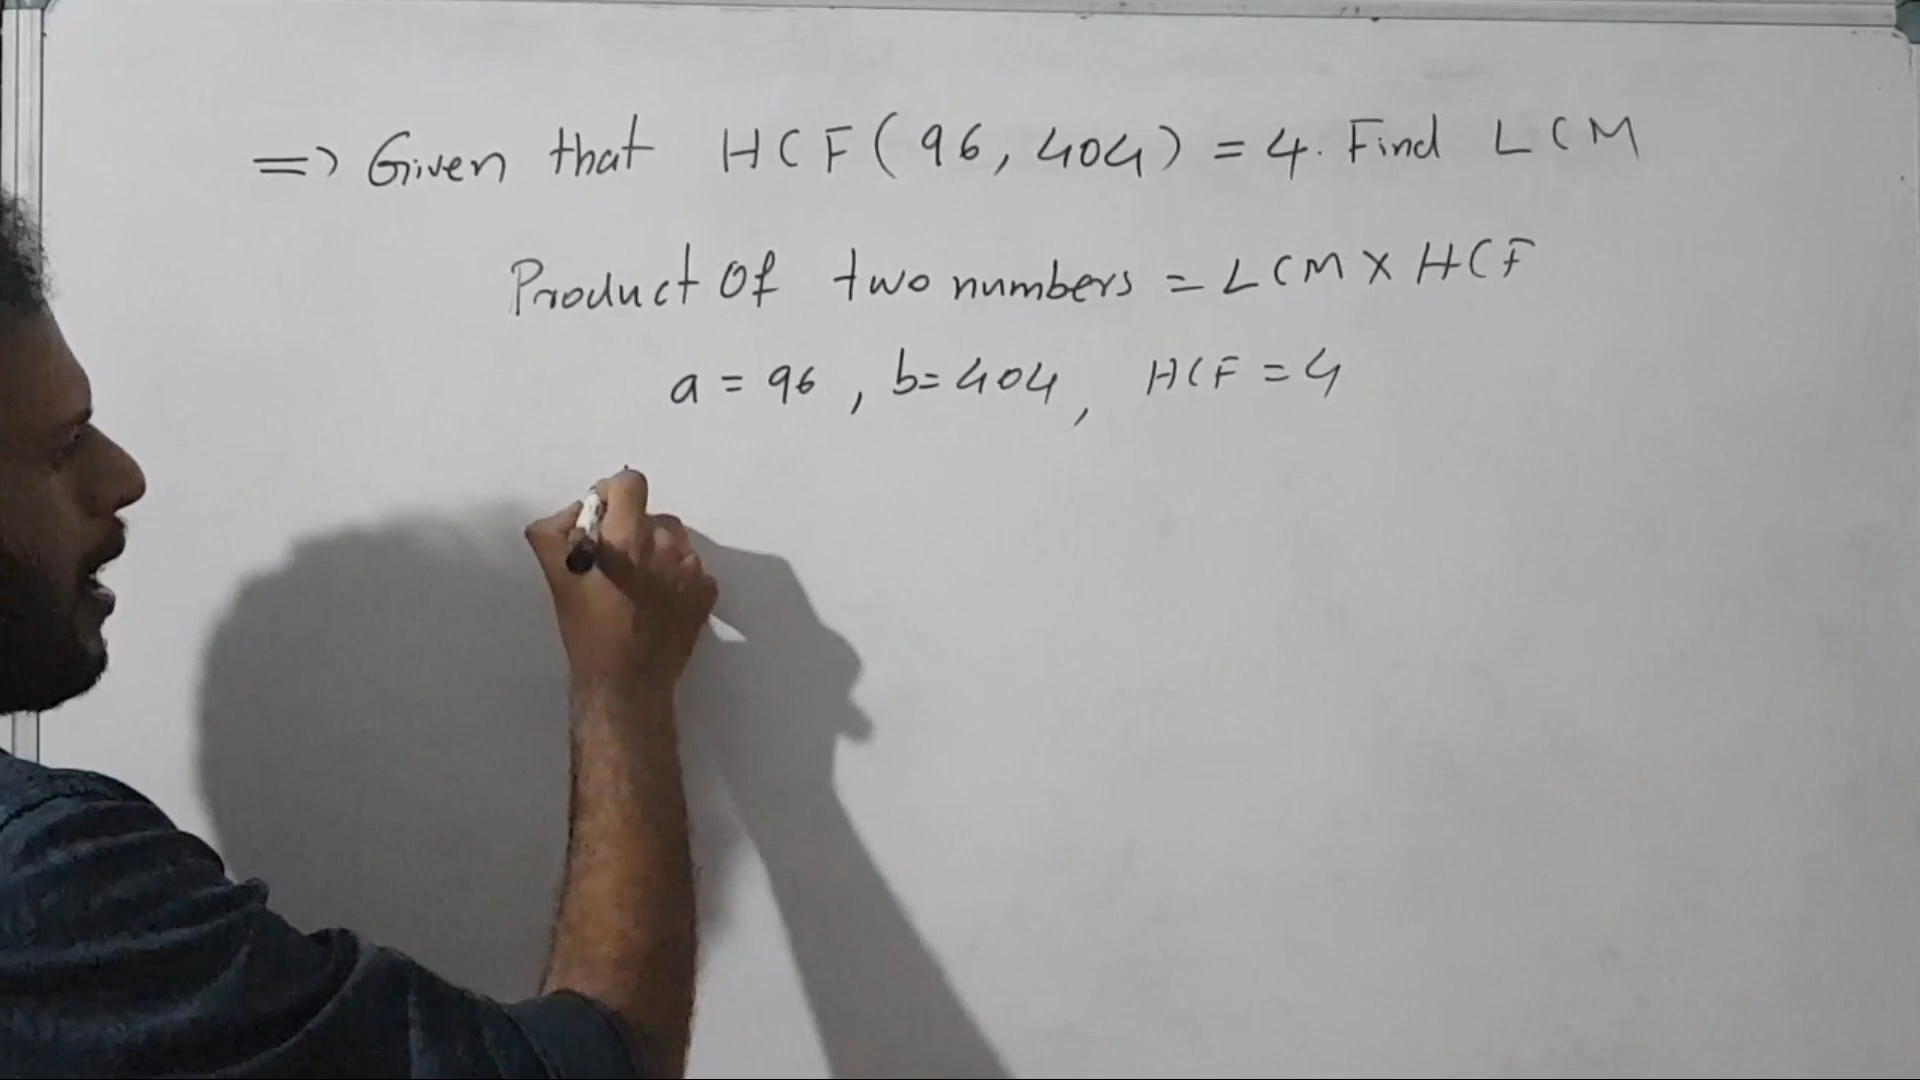 => Given that HCF(96, 404) = 4. Find LCM
Product Of two numbers = LCM X HCF
a = 96 , b= 404, HCF = 4